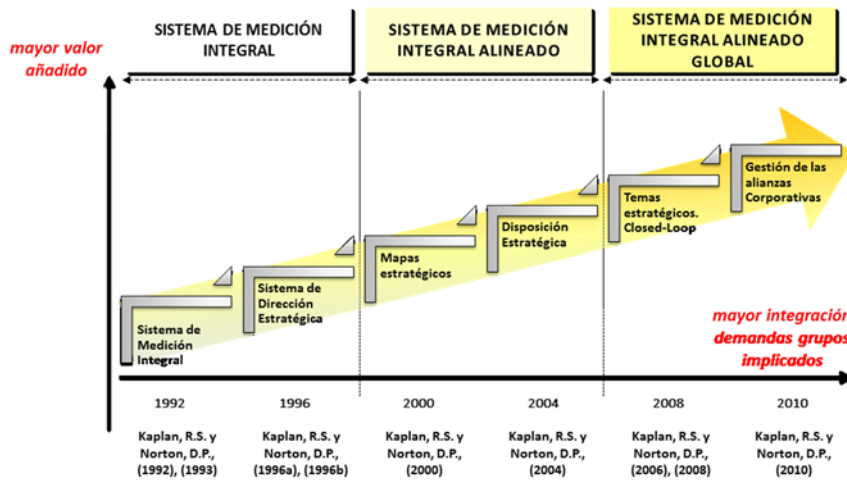 SISTEMA DE MEDICIÓN
INTEGRAL
SISTEMA DE MEDICIÓN
INTEGRAL ALINEADO
SISTEMA DE MEDICIÓN
INTEGRAL ALINEADO
GLOBAL
mayor valor
añadido
Sistema de
Medición
Integral
Sistema de
Dirección
Estratégica
Mapas
estratégicos
Disposición
Estratégica
Temas
estratégicos.
Closed-Loop
Gestión de las
alianzas
Corporativas
mayor integración
demandas grupos
implicados
1992
1996
2000
2004
2008
2010
Kaplan, R.S. y
Norton, D.P.,
(1992), (1993)
Kaplan, R.S. y
Norton, D.P.,
(1996a), (1996b)
Kaplan, R.S. y
Norton, D.P.,
(2000)
Kaplan, R.S. y
Norton, D.P.,
(2004)
Kaplan, R.S. y
Norton, D.P.,
(2006), (2008)
Kaplan, R.S. y
Norton, D.P.,
(2010)